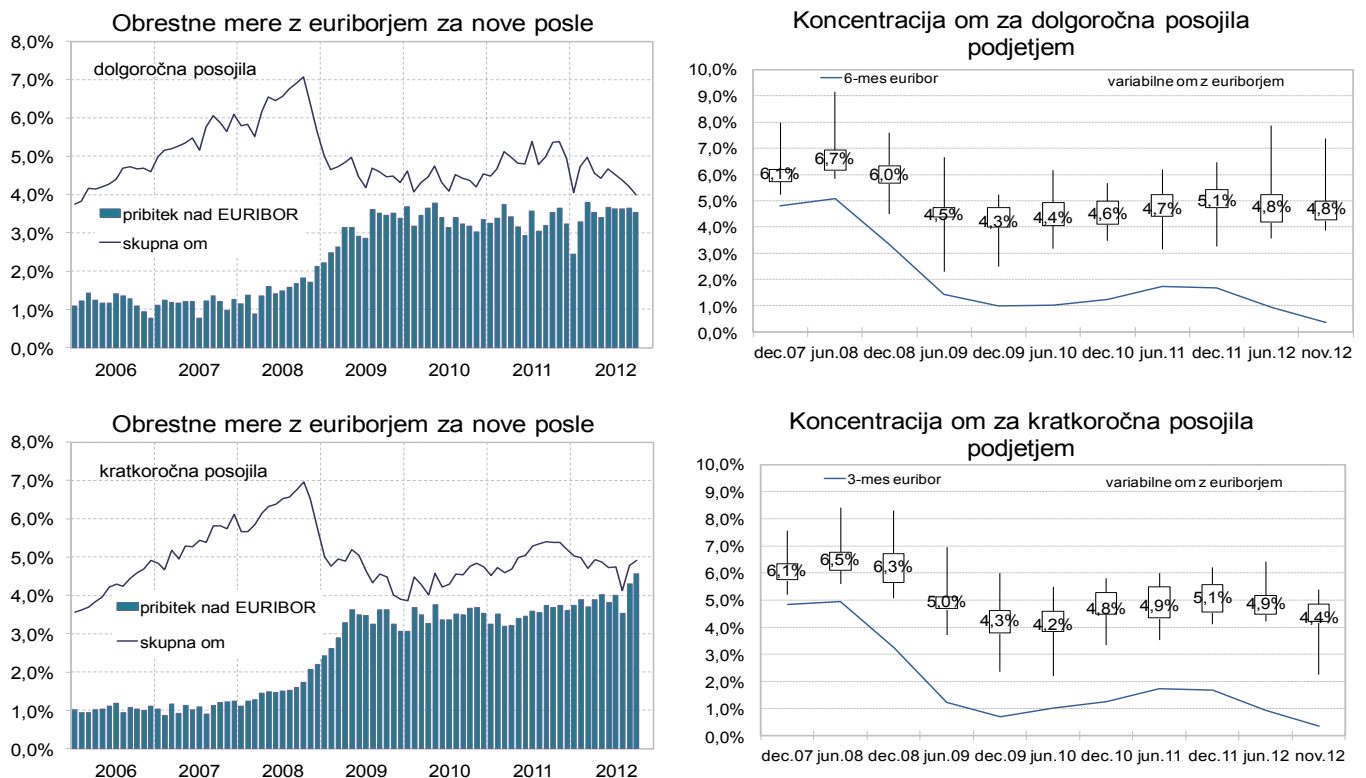 Obrestne mere z euriborjem za nove posle
8,0%
7,0%
6,0%
5,0%
4,0%
3,0%
2,0%
1,0%
0,0%
dolgoročna posojila
pribitek nad EURIBOR
skupna om
2006 2007 2008 2009 2010 2011 2012
Koncentracija om za dolgoročna posojila
podjetjem
10,0%
9,0%
8,0%
7,0%
6,0%
5,0%
4,0%
3,0%
2,0%
1,0%
0,0%
6-mes euribor
variabilne om z euriborjem
6,1% 6,7% 6,0% 4,5% 4,3% 4,4% 4,6% 4,7% 5,1% 4,8% 4,8%
dec.07 jun.08 dec.08 jun.09 dec.09 jun.10 dec.10 jun.11 dec.11 jun.12 nov.12
Obrestne mere z euriborjem za nove posle
8,0%
7,0%
6,0%
5,0%
4,0%
3,0%
2,0%
1,0%
0,0%
kratkoročna posojila
pribitek nad EURIBOR
skupna om
2006 2007 2008 2009 2010 2011 2012
Koncentracija om za kratkoročna posojila
podjetjem
10,0%
9,0%
8,0%
7,0%
6,0%
5,0%
4,0%
3,0%
2,0%
1,0%
0,0%
3-mes euribor
variabilne om z euriborjem
6,1% 6,5% 6,3% 5,0% 4,3% 4,2% 4,8% 4,9% 5,1% 4,9% 4,4%
dec.07 jun.08 dec.08 jun.09 dec.09 jun.10 dec.10 jun.11 dec.11 jun.12 nov.12